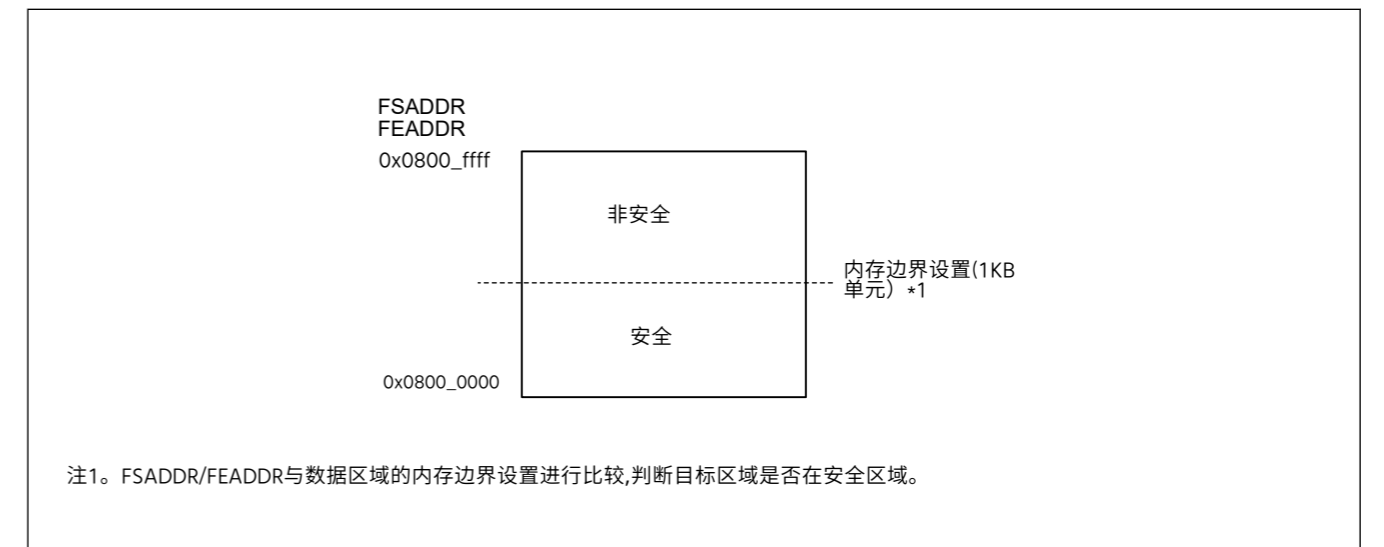 FSADDR
FEADDR
0x0800_ffff
非安全
内存边界设置(1KB
单元）*1
安全
0x0800_0000
注1。FSADDR/FEADDR与数据区域的内存边界设置进行比较,判断目标区域是否在安全区域。